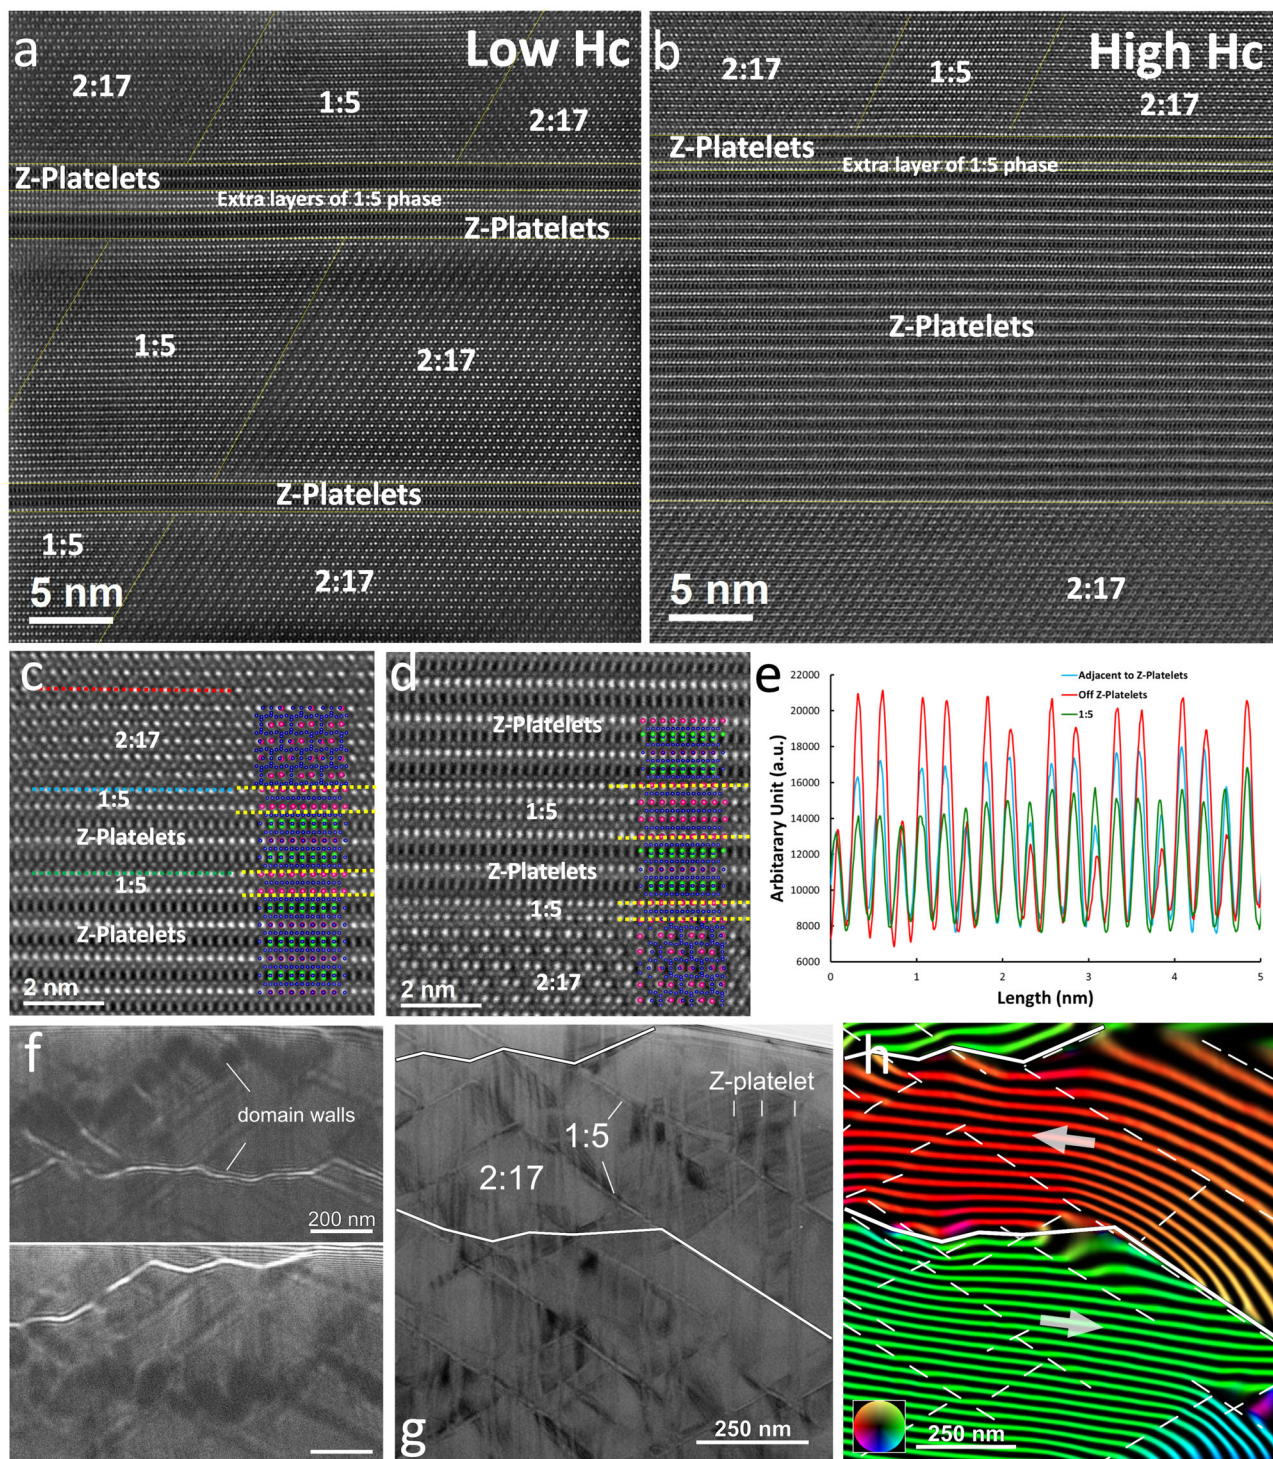 a
Low Hc
2:17
1:5
2:17
Z-Platelets
Extra layers of 1:5 phase
Z-Platelets
1:5
2:17
Z-Platelets
1:5
2:17
5 nm
b
High Hc
2:17
1:5
2:17
Z-Platelets
Extra layer of 1:5 phase
Z-Platelets
5 nm
2:17
c
2:17
1:5
Z-Platelets
1:5
Z-Platelets
2 nm
d
Z-Platelets
1:5
Z-Platelets
1:5
2 nm
2:17
e
Adjacent to Z-Platelets
Off Z-Platelets
1:5
22000
20000
18000
16000
14000
12000
10000
8000
6000
Arbitarary Unit (a.u.)
0
1
2
3
4
5
Length (nm)
f
domain walls
200 nm
Z-platelet
1:5
2:17
g
250 nm
h
250 nm